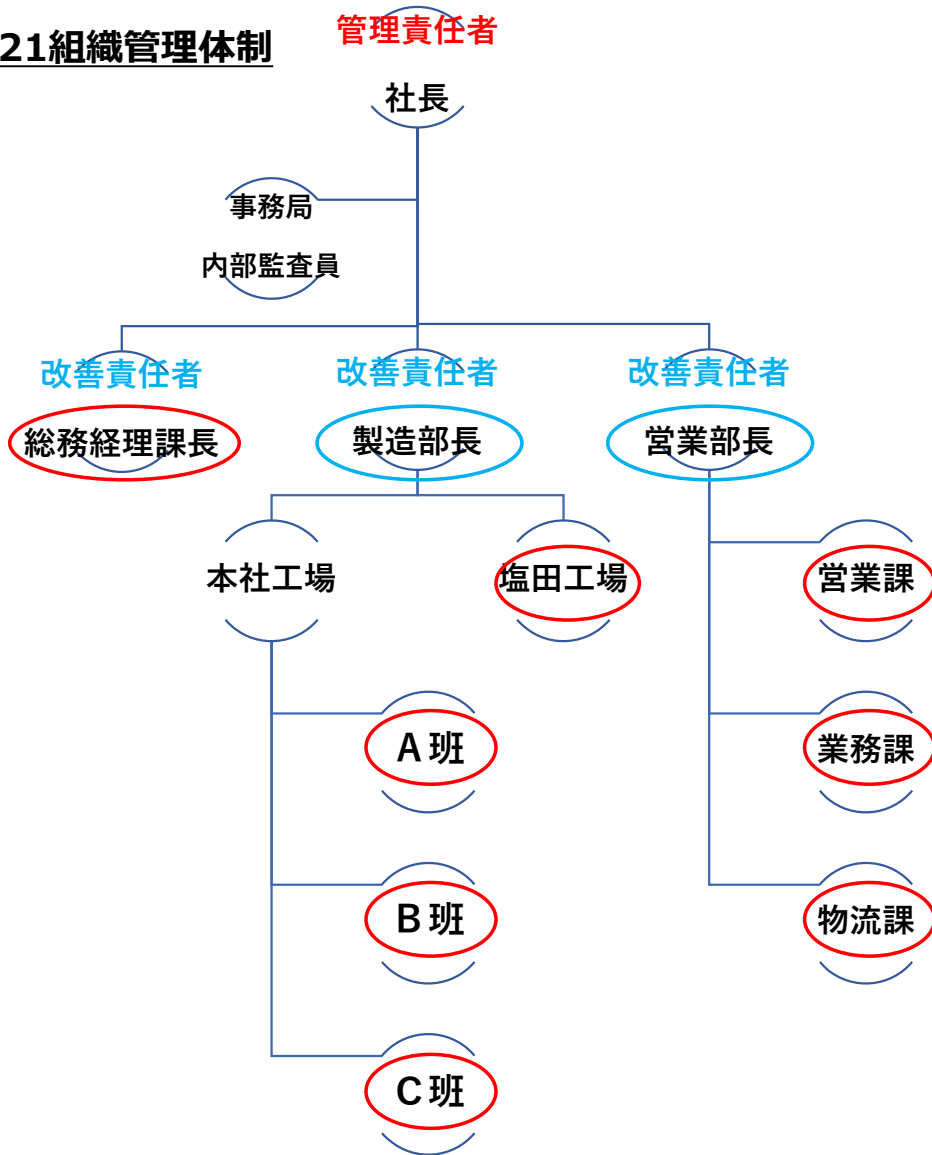 21組織管理体制
管理責任者
社長
事務局
内部監査員
改善責任者
総務経理課長
改善責任者
製造部長
改善責任者
営業部長
本社工場
塩田工場
営業課
A班
業務課
B班
物流課
C班